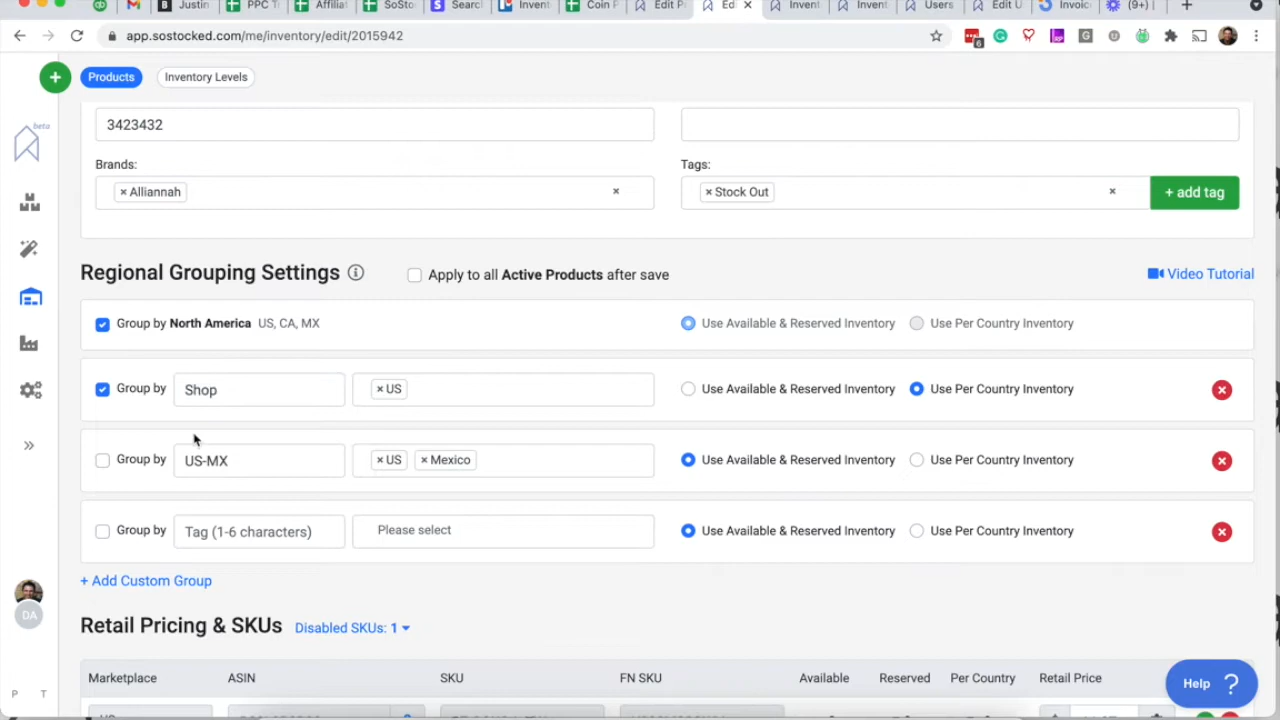 Justin PPC T Affiliat SoSto Searc Invent Coin P Edit P Ed Invent Invent Users Edit U Invoic (9+) |
app.sostocked.com/me/inventory/edit/2015942
6
+ Products Inventory Levels
beta
3423432
Brands: Tags:
× Alliannah × × Stock Out × + add tag
Regional Grouping Settings Apply to all Active Products after save Video Tutorial
Group by North America US, CA, MX Use Available & Reserved Inventory Use Per Country Inventory
Group by Shop × US Use Available & Reserved Inventory Use Per Country Inventory
Group by US-MX × US × Mexico Use Available & Reserved Inventory Use Per Country Inventory
Group by Tag (1-6 characters) Please select Use Available & Reserved Inventory Use Per Country Inventory
+ Add Custom Group
DA
Retail Pricing & SKUs Disabled SKUs: 1
Marketplace ASIN SKU FN SKU Available Reserved Per Country Retail Price
P T
Help ?